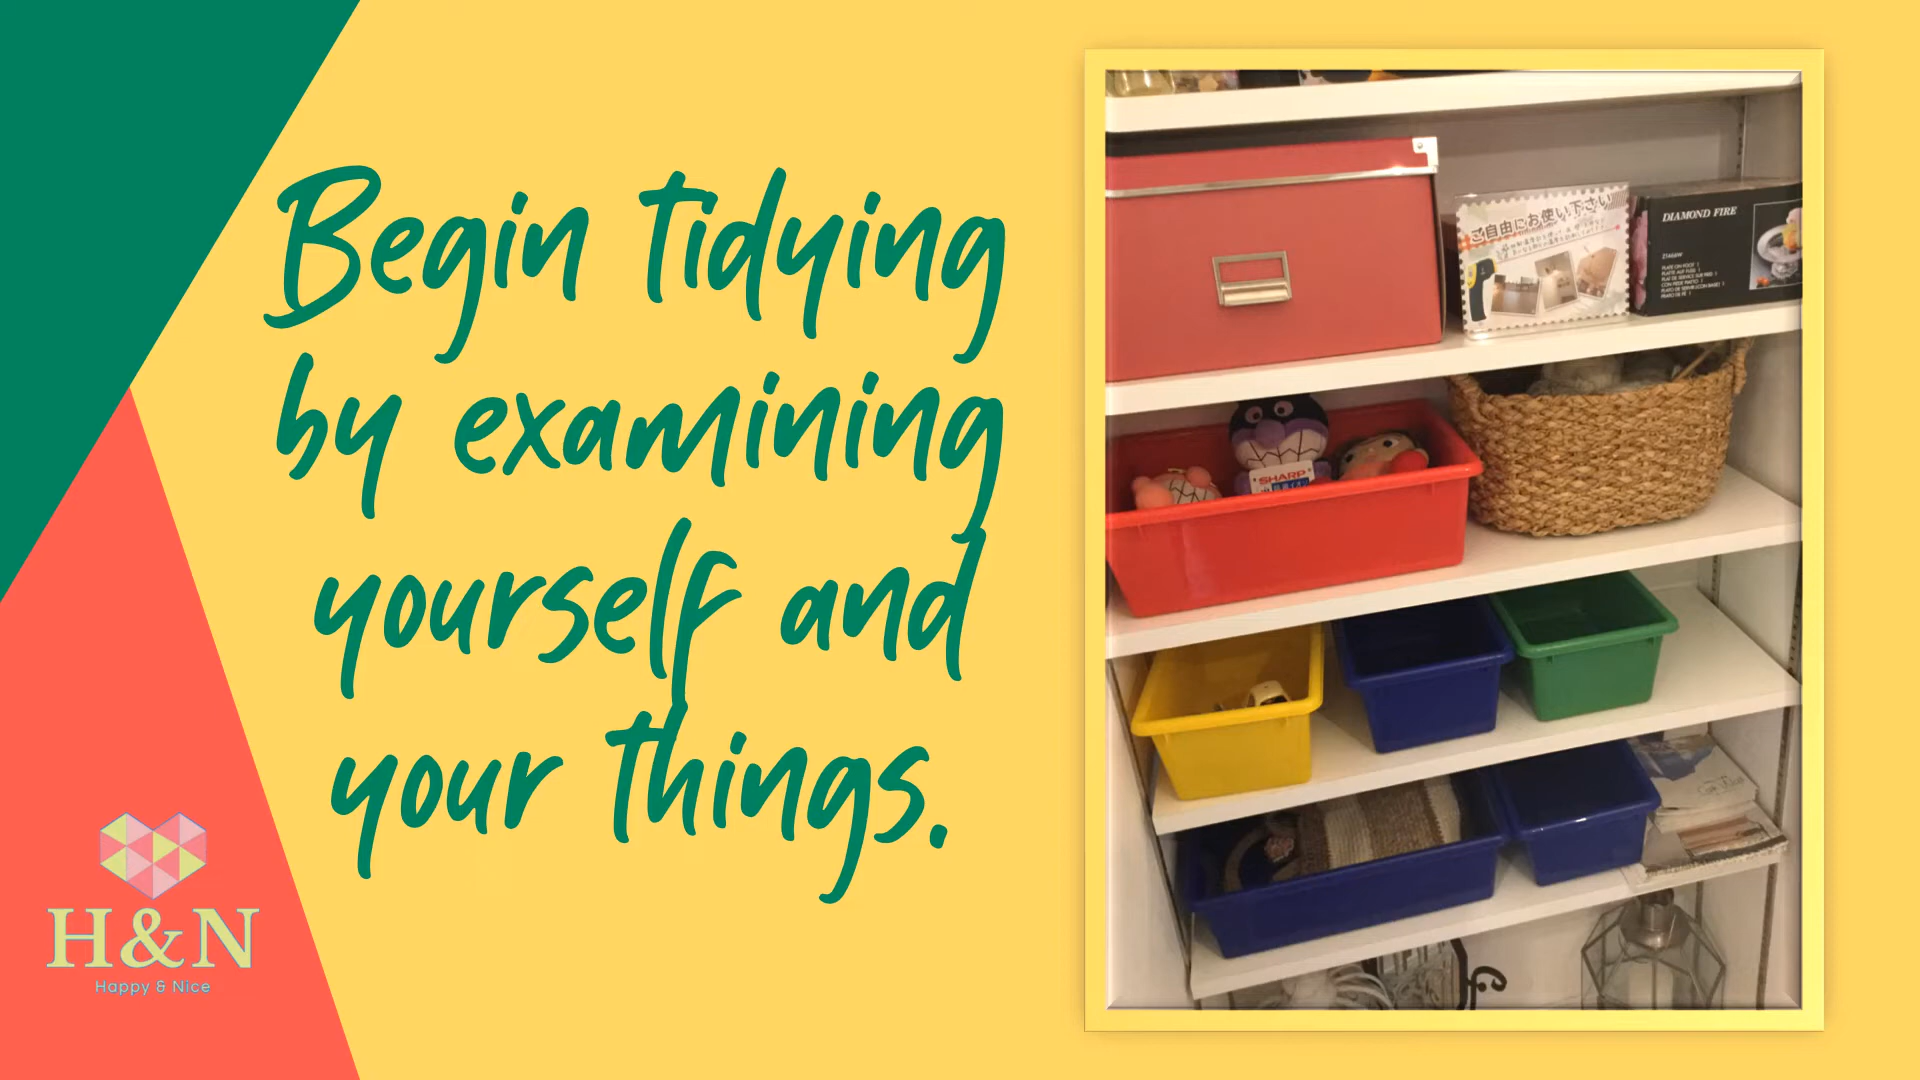 Begin tidying
by examining
yourself and
your things.
H&N
Happy & Nice
ご自由にお使い下さい
DIAMOND FIRE
SHARP